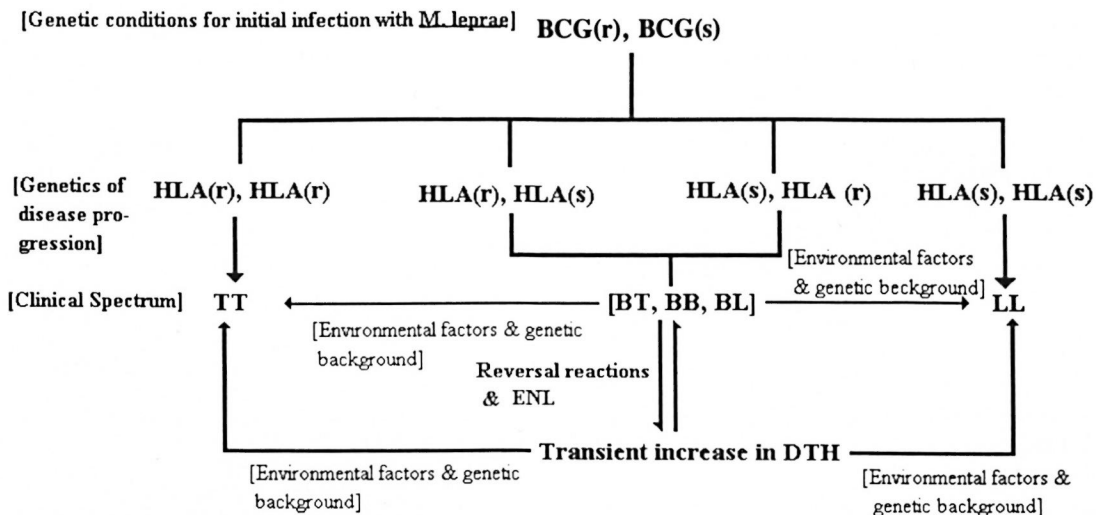 [Genetic conditions for initial infection with M. leprae] BCG(r), BCG(s)
[Genetics of
disease pro-
gression]
HLA(r), HLA(r)
HLA(r), HLA(s)
HLA(s), HLA (r)
HLA(s), HLA(s)
[Environmental factors
& genetic beckground]
[Clinical Spectrum] TT
[BT, BB, BL]
LL
[Environmental factors & genetic
background]
Reversal reactions
& ENL
Transient increase in DTH
[Environmental factors & genetic
background]
[Environmental factors &
genetic background]